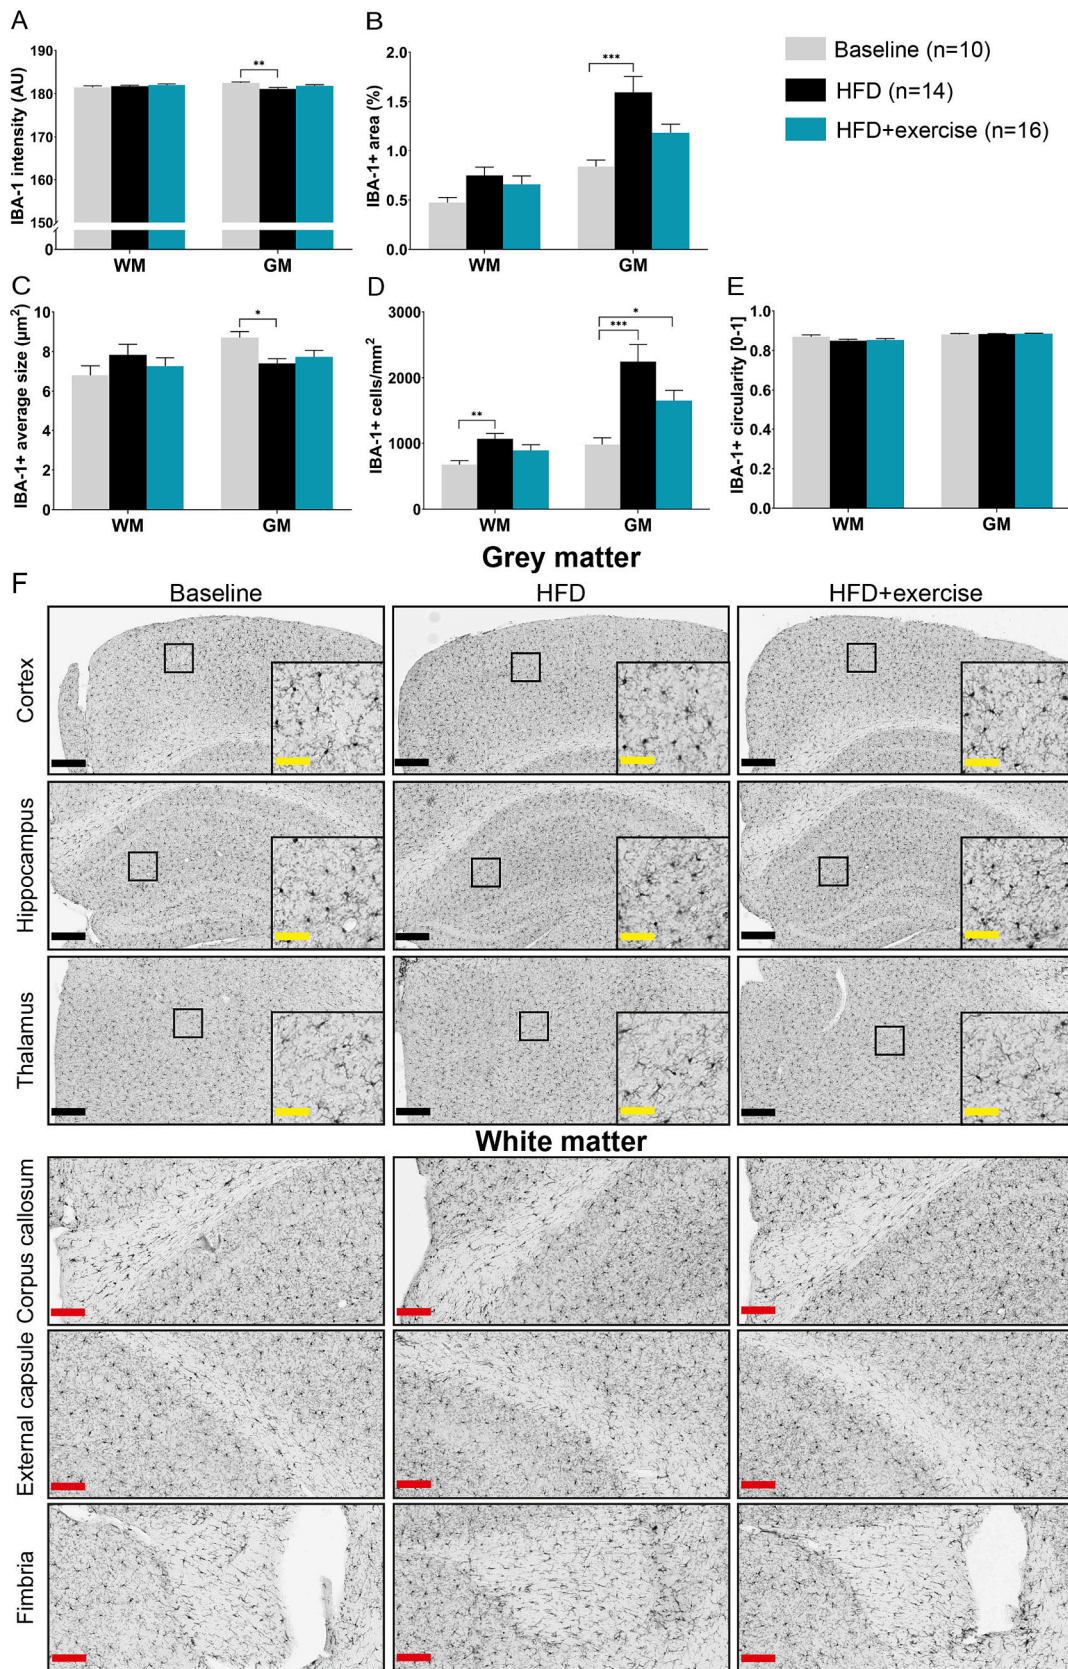 A
IBA-1 intensity (AU)
190
180
170
160
150
0
**
WM
GM
B
IBA-1+ area (%)
2.0
1.5
1.0
0.5
0.0
***
WM
GM
Baseline (n=10)
HFD (n=14)
HFD+exercise (n=16)
C
IBA-1+ average size (µm²)
10
8
6
4
2
0
*
WM
GM
D
IBA-1+ cells/mm²
3000
2000
1000
0
**
***
*
WM
GM
E
IBA-1+ circularity [0-1]
1.0
0.8
0.6
0.4
0.2
0.0
WM
GM
Grey matter
F
Baseline
HFD
HFD+exercise
Cortex
Hippocampus
Thalamus
White matter
Corpus callosum
External capsule
Fimbria